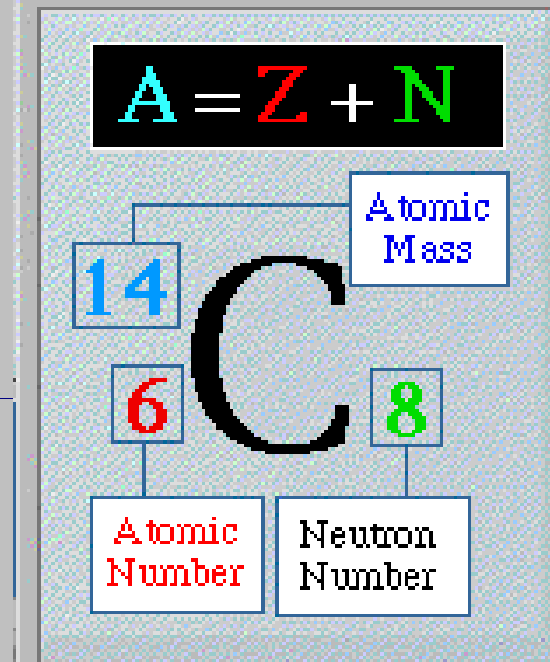 A = Z + N
Atomic
Mass
14
C
6
8
Atomic
Number
Neutron
Number